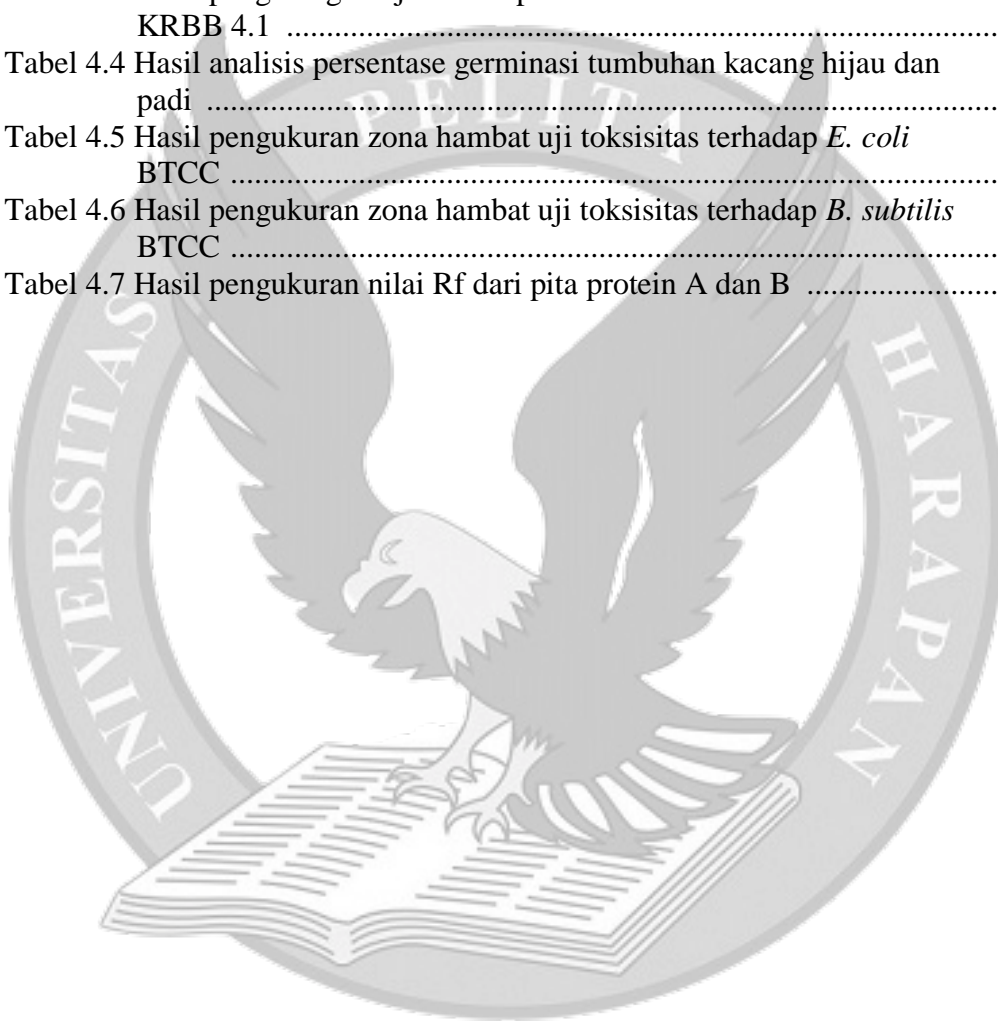 KRBB 4.1 ........................................................................................
Tabel 4.4 Hasil analisis persentase germinasi tumbuhan kacang hijau dan
padi ..................................................................................................
Tabel 4.5 Hasil pengukuran zona hambat uji toksisitas terhadap E. coli
BTCC ...............................................................................................
Tabel 4.6 Hasil pengukuran zona hambat uji toksisitas terhadap B. subtilis
BTCC ...............................................................................................
Tabel 4.7 Hasil pengukuran nilai Rf dari pita protein A dan B ........................
UNIVERSITAS PELITA HARAPAN